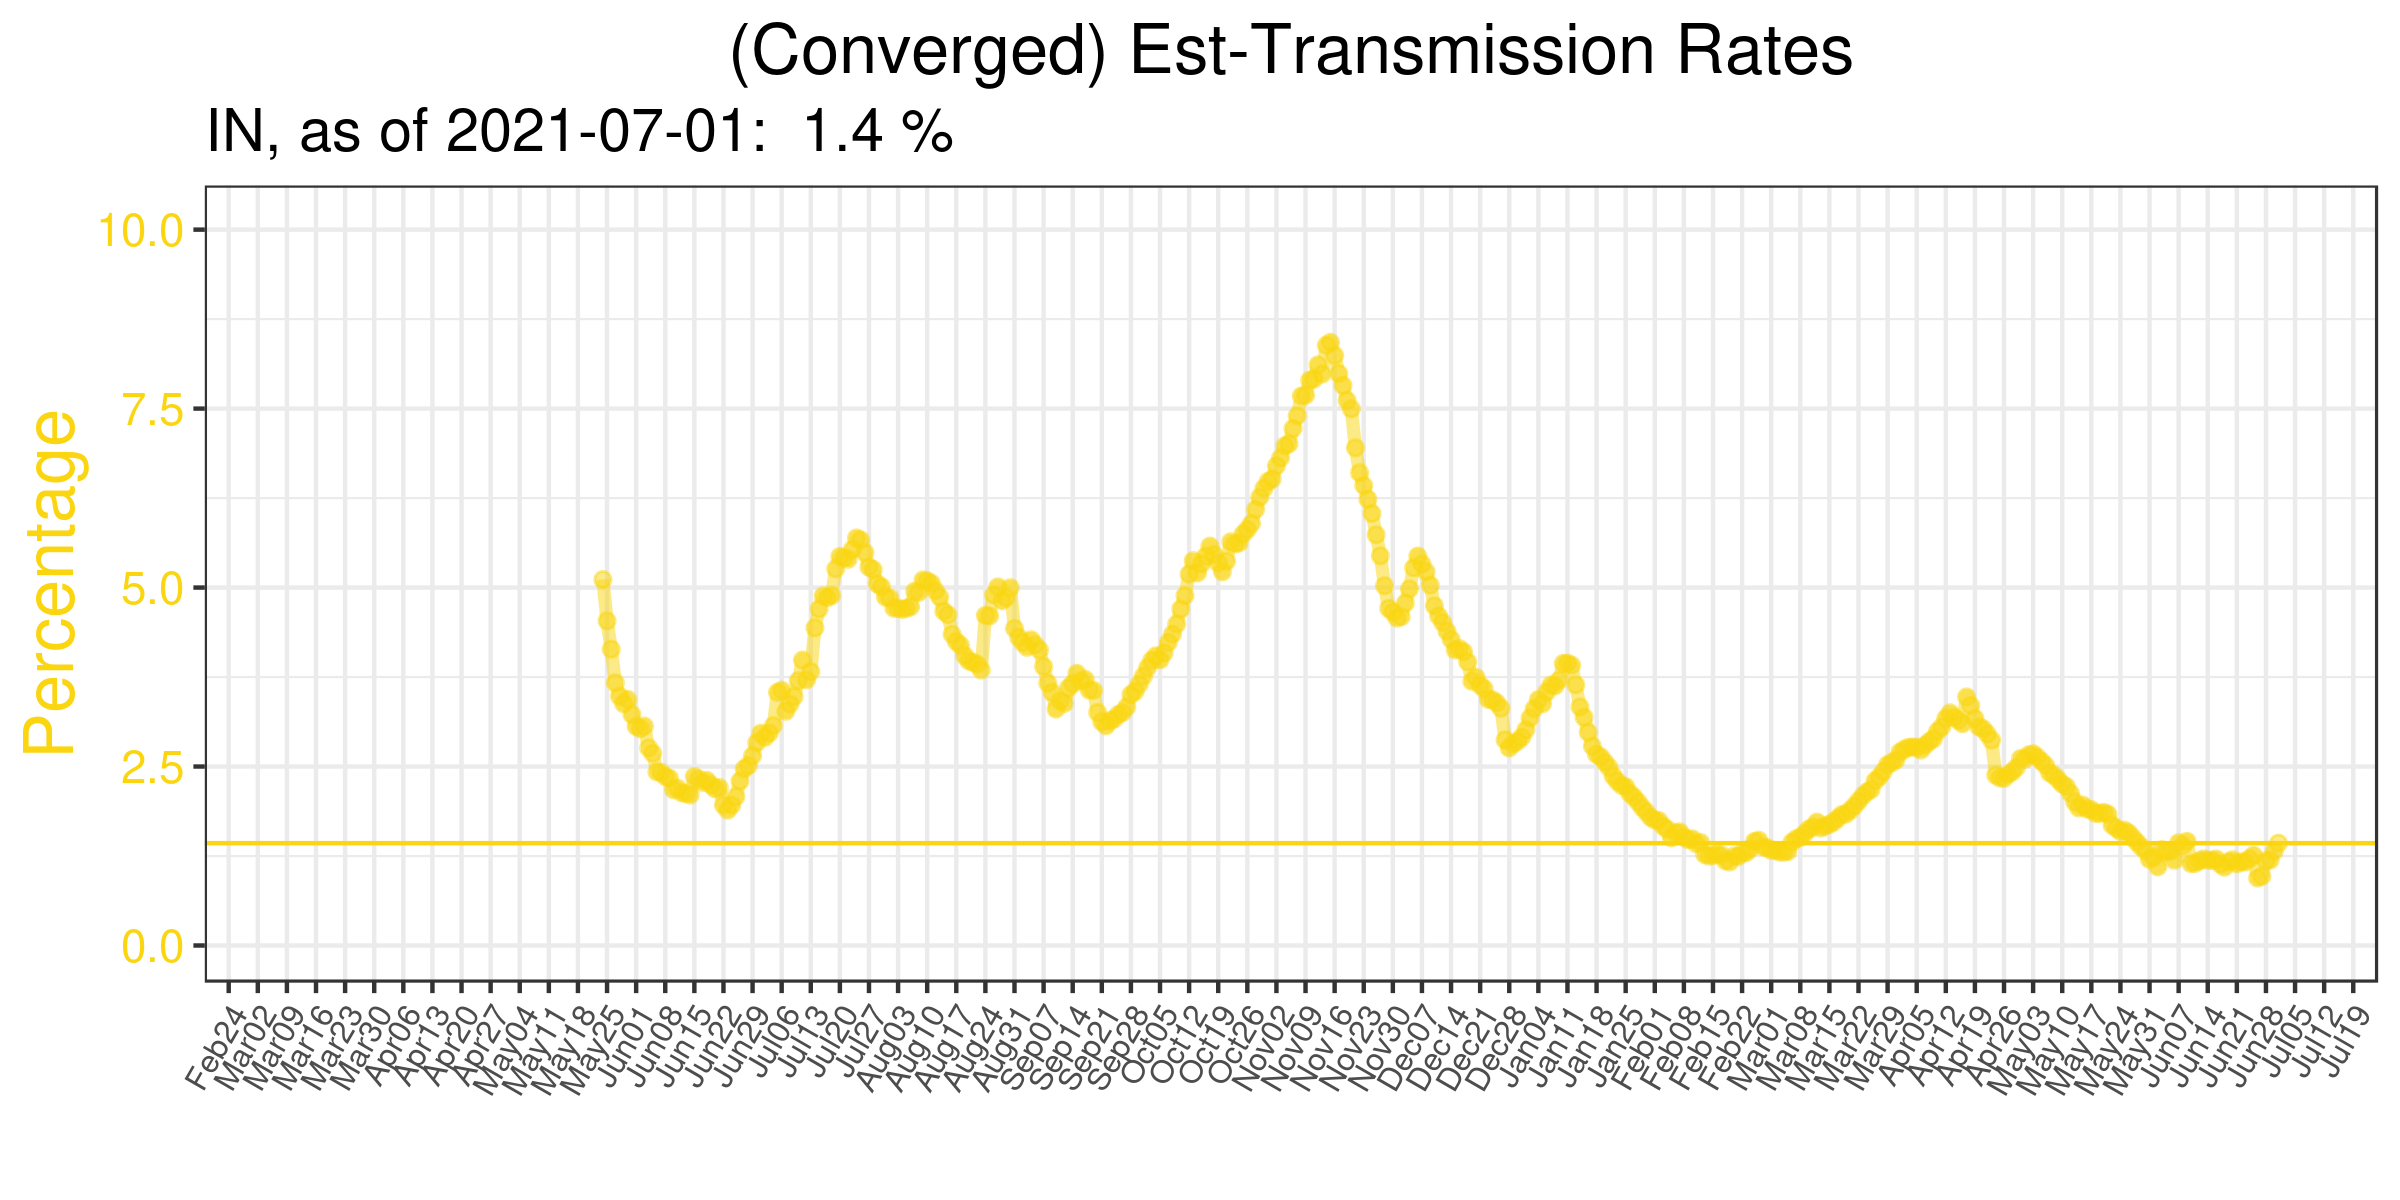 (Converged) Est-Transmission Rates
IN, as of 2021-07-01:  1.4 %
Percentage
10.0
7.5
5.0
2.5
0.0
Feb24
Mar02
Mar09
Mar16
Mar23
Mar30
Apr06
Apr13
Apr20
Apr27
May04
May11
May18
May25
Jun01
Jun08
Jun15
Jun22
Jun29
Jul06
Jul13
Jul20
Jul27
Aug03
Aug10
Aug17
Aug24
Aug31
Sep07
Sep14
Sep21
Sep28
Oct05
Oct12
Oct19
Oct26
Nov02
Nov09
Nov16
Nov23
Nov30
Dec07
Dec14
Dec21
Dec28
Jan04
Jan11
Jan18
Jan25
Feb01
Feb08
Feb15
Feb22
Mar01
Mar08
Mar15
Mar22
Mar29
Apr05
Apr12
Apr19
Apr26
May03
May10
May17
May24
May31
Jun07
Jun14
Jun21
Jun28
Jul05
Jul12
Jul19